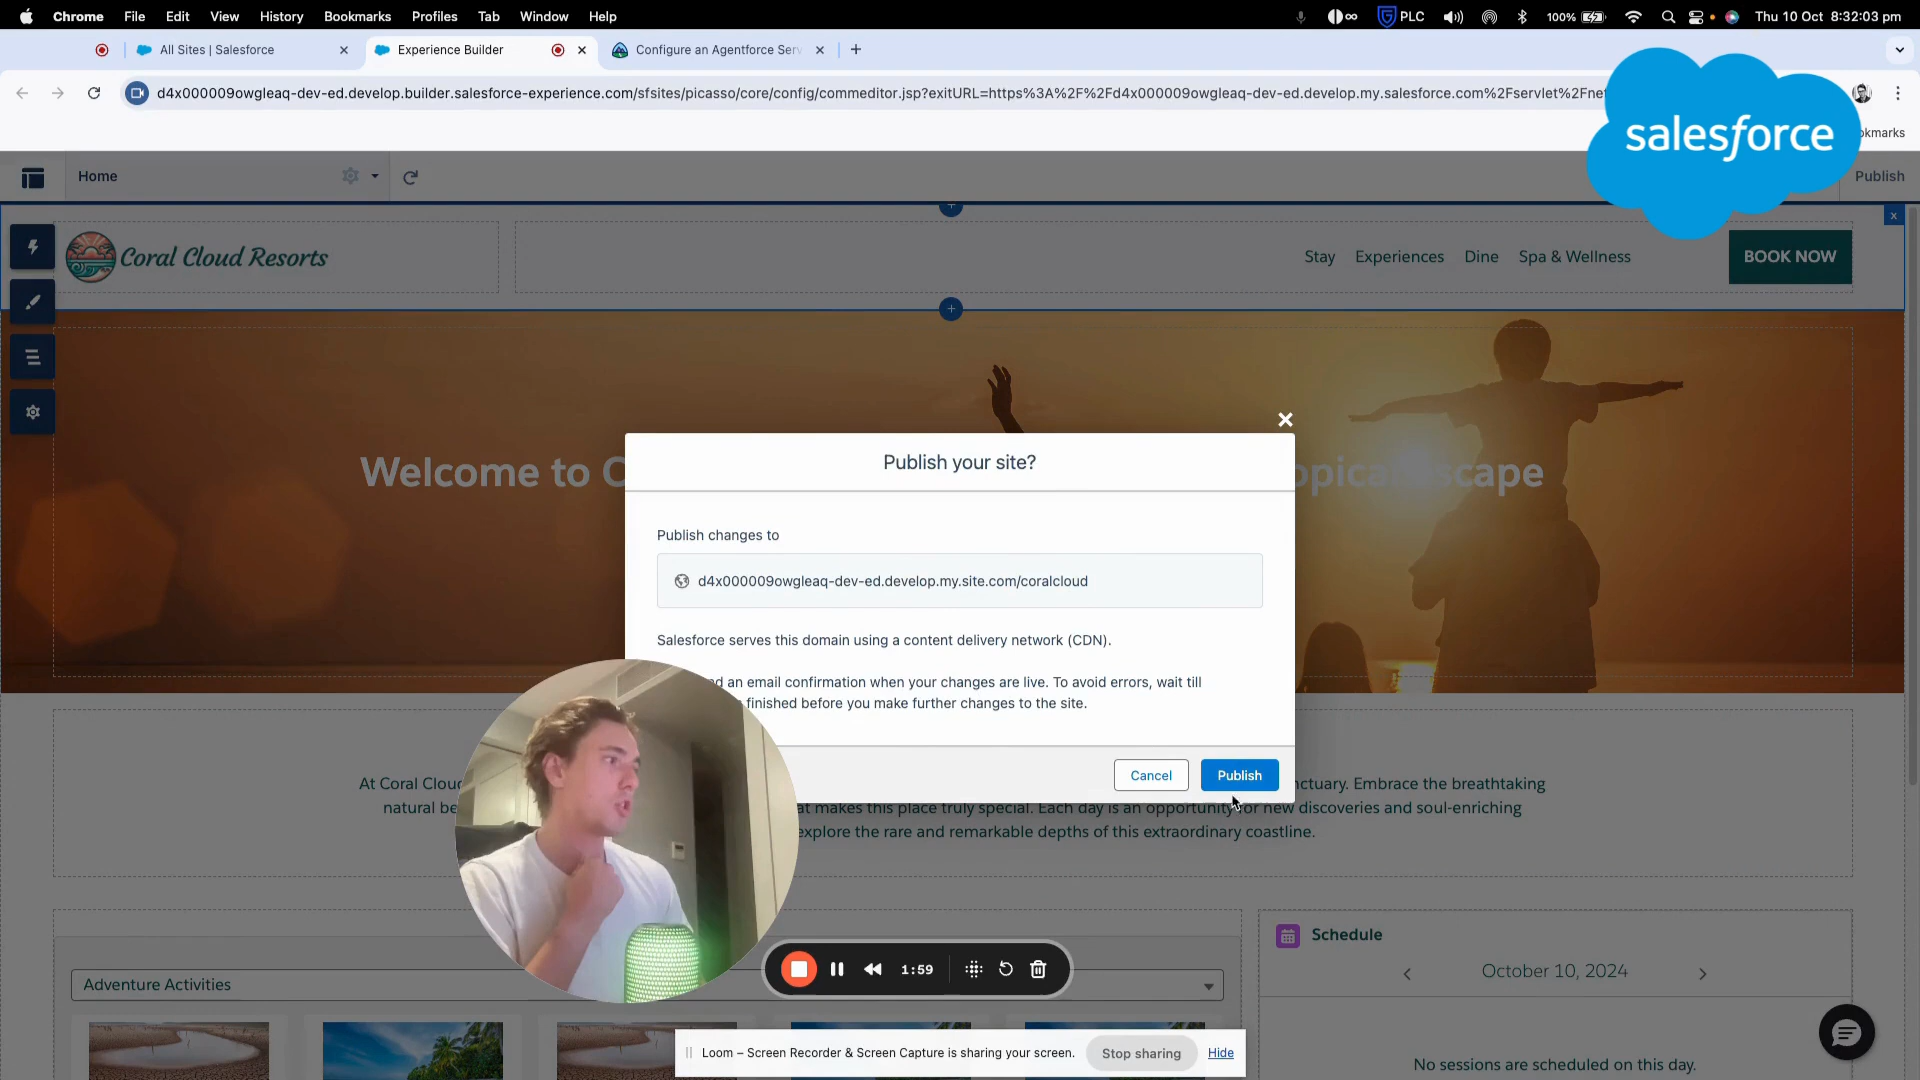 Chrome File Edit View History Bookmarks Profiles Tab Window Help
PLC 100% Thu 10 Oct 8:32:03 pm
All Sites | Salesforce
Experience Builder
Configure an Agentforce Serv
d4x000009owgleaq-dev-ed.develop.builder.salesforce-experience.com/sfsites/picasso/core/config/commeditor.jsp?exitURL=https%3A%2F%2Fd4x000009owgleaq-dev-ed.develop.my.salesforce.com%2Fservlet%2Fnet
salesforce
okmarks
Home
Publish
Coral Cloud Resorts
Stay Experiences Dine Spa & Wellness
BOOK NOW
Welcome to C
opical Escape
Publish your site?
Publish changes to
d4x000009owgleaq-dev-ed.develop.my.site.com/coralcloud
Salesforce serves this domain using a content delivery network (CDN).
an email confirmation when your changes are live. To avoid errors, wait till
finished before you make further changes to the site.
Cancel
Publish
At Coral Clou
nctuary. Embrace the breathtaking
natural be
at makes this place truly special. Each day is an opportunity for new discoveries and soul-enriching
explore the rare and remarkable depths of this extraordinary coastline.
Adventure Activities
Schedule
October 10, 2024
No sessions are scheduled on this day.
1:59
Loom – Screen Recorder & Screen Capture is sharing your screen.
Stop sharing
Hide